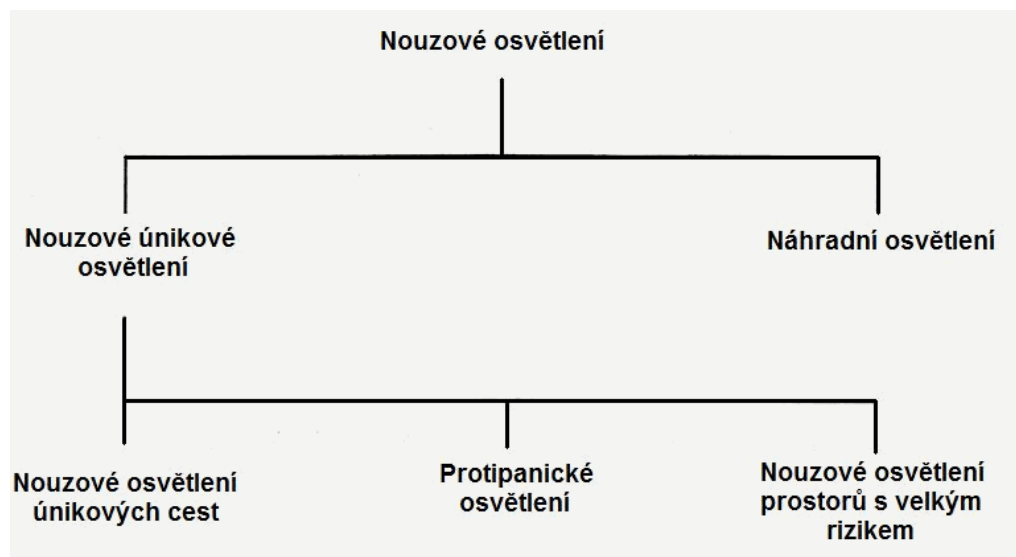 Nouzové osvětlení
Nouzové únikové
osvětlení
Náhradní osvětlení
Nouzové osvětlení
únikových cest
Protipanické
osvětlení
Nouzové osvětlení
prostorů s velkým
rizikem